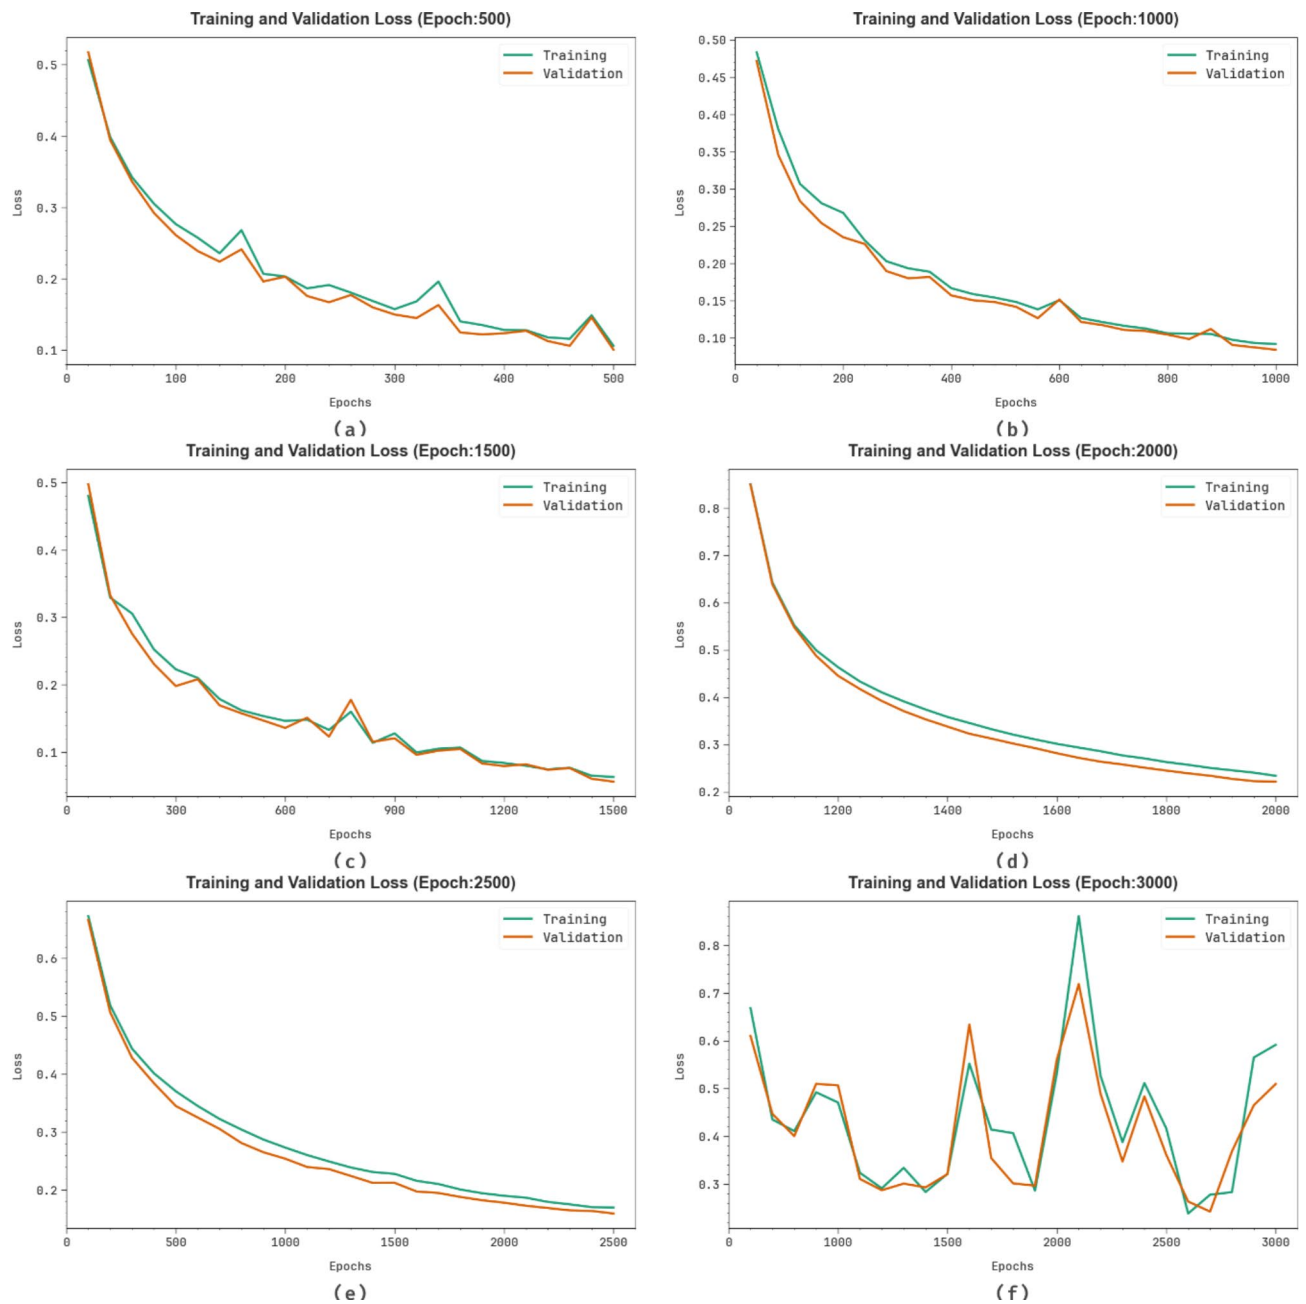 Training and Validation Loss (Epoch:500)
Training
Validation
0.5
0.4
0.3
0.2
0.1
Loss
0 100 200 300 400 500
Epochs
(a)
Training and Validation Loss (Epoch:1000)
Training
Validation
0.50
0.45
0.40
0.35
0.30
0.25
0.20
0.15
0.10
Loss
0 200 400 600 800 1000
Epochs
(b)
Training and Validation Loss (Epoch:1500)
Training
Validation
0.5
0.4
0.3
0.2
0.1
Loss
0 300 600 900 1200 1500
Epochs
(c)
Training and Validation Loss (Epoch:2000)
Training
Validation
0.8
0.7
0.6
0.5
0.4
0.3
0.2
Loss
0 1200 1400 1600 1800 2000
Epochs
(d)
Training and Validation Loss (Epoch:2500)
Training
Validation
0.6
0.5
0.4
0.3
0.2
Loss
0 500 1000 1500 2000 2500
Epochs
(e)
Training and Validation Loss (Epoch:3000)
Training
Validation
0.8
0.7
0.6
0.5
0.4
0.3
Loss
0 1000 1500 2000 2500 3000
Epochs
(f)